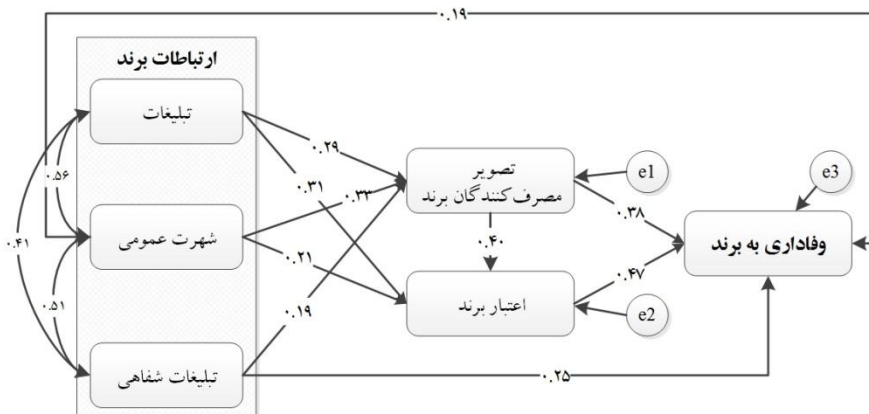 ۰.۱۹
ارتباطات برند
تبلیغات
شهرت عمومی
تبلیغات شفاهی
۰.۵۶
۰.۴۱
۰.۵۱
۰.۲۹
۰.۳۱
۰.۳۳
۰.۲۱
۰.۱۹
تصویر
مصرف‌کنندگان برند
۰.۴۰
اعتبار برند
e1
e2
e3
۰.۳۸
۰.۴۷
وفاداری به برند
۰.۲۵